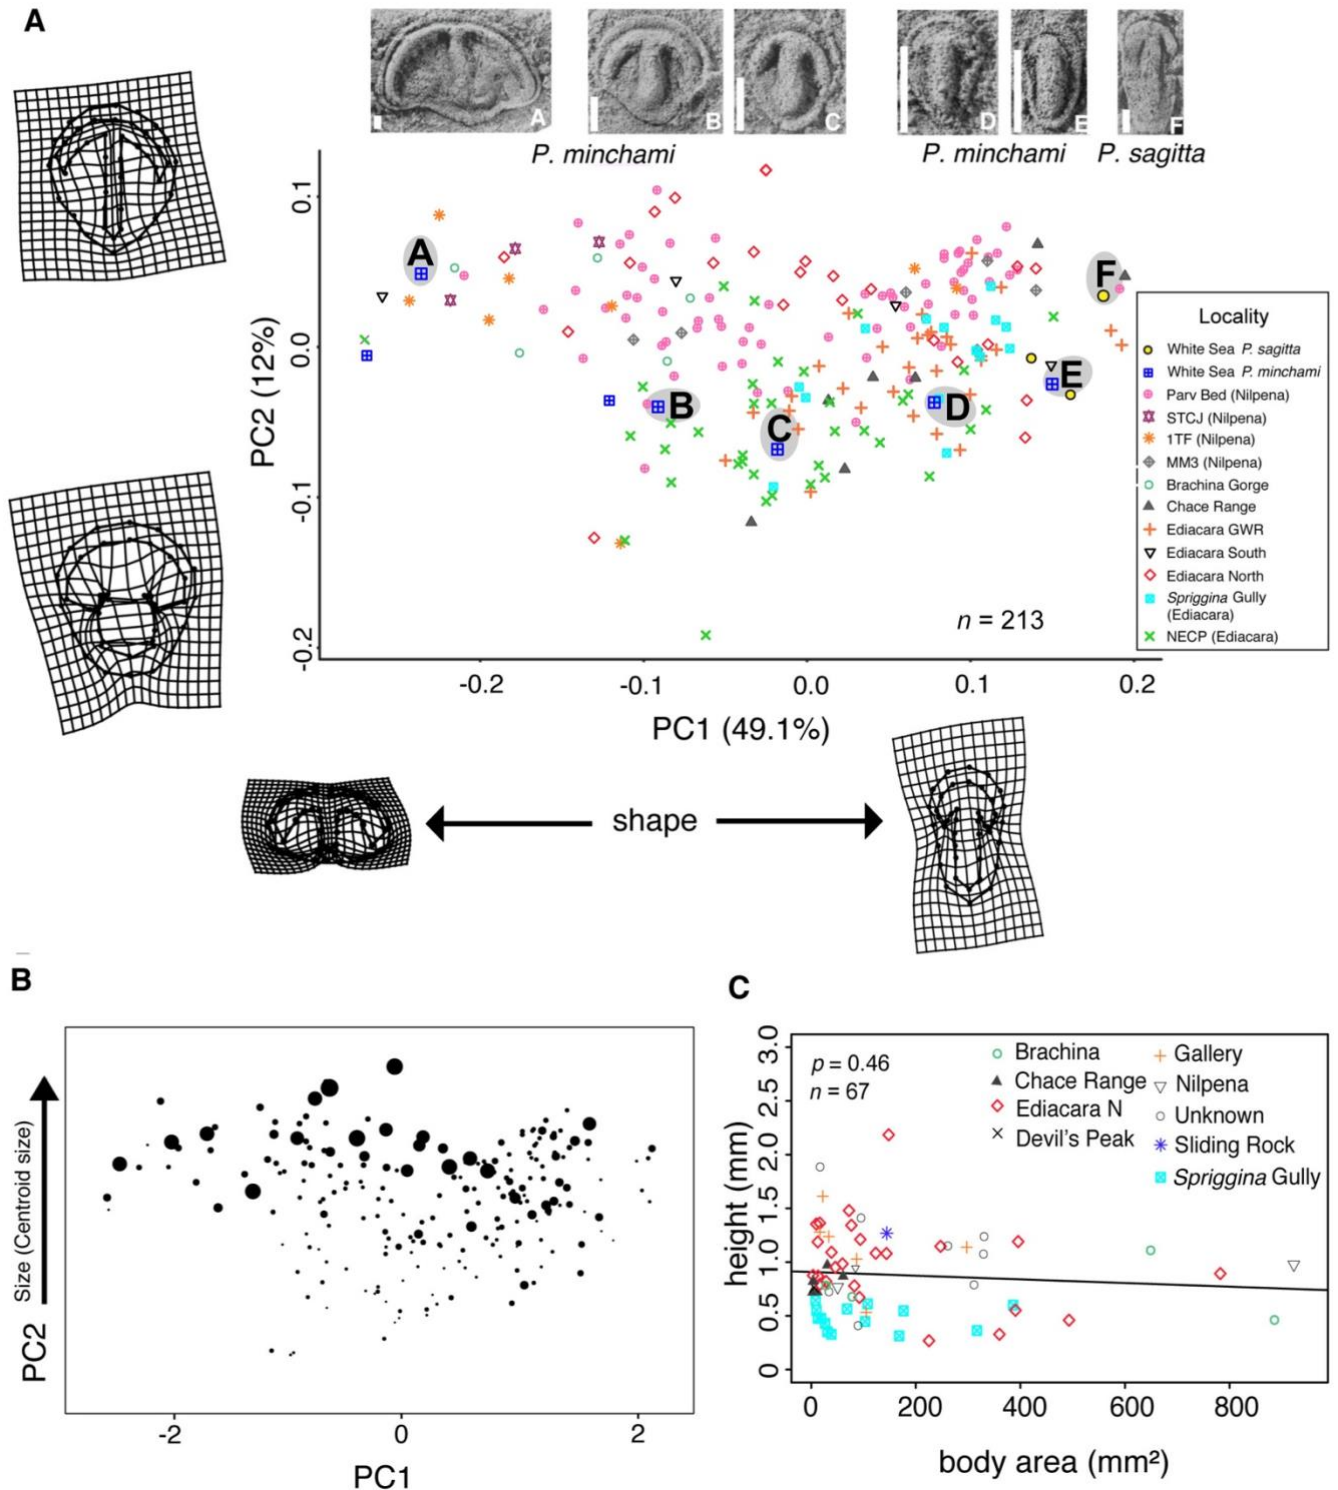 A
A
B
C
D
E
F
P. minchami
P. minchami
P. sagitta
0.1
0.0
-0.1
-0.2
PC2 (12%)
A
B
C
D
E
F
n = 213
Locality
White Sea P. sagitta
White Sea P. minchami
Parv Bed (Nilpena)
STCJ (Nilpena)
1TF (Nilpena)
MM3 (Nilpena)
Brachina Gorge
Chace Range
Ediacara GWR
Ediacara South
Ediacara North
Spriggina Gully
(Ediacara)
NECP (Ediacara)
-0.2
-0.1
0.0
0.1
0.2
PC1 (49.1%)
shape
B
PC2
Size (Centroid size)
-2
0
2
PC1
C
height (mm)
3.0
2.5
2.0
1.5
1.0
0.5
0
p = 0.46
n = 67
Brachina
Chace Range
Ediacara N
Devil's Peak
Gallery
Nilpena
Unknown
Sliding Rock
Spriggina Gully
0
200
400
600
800
body area (mm²)